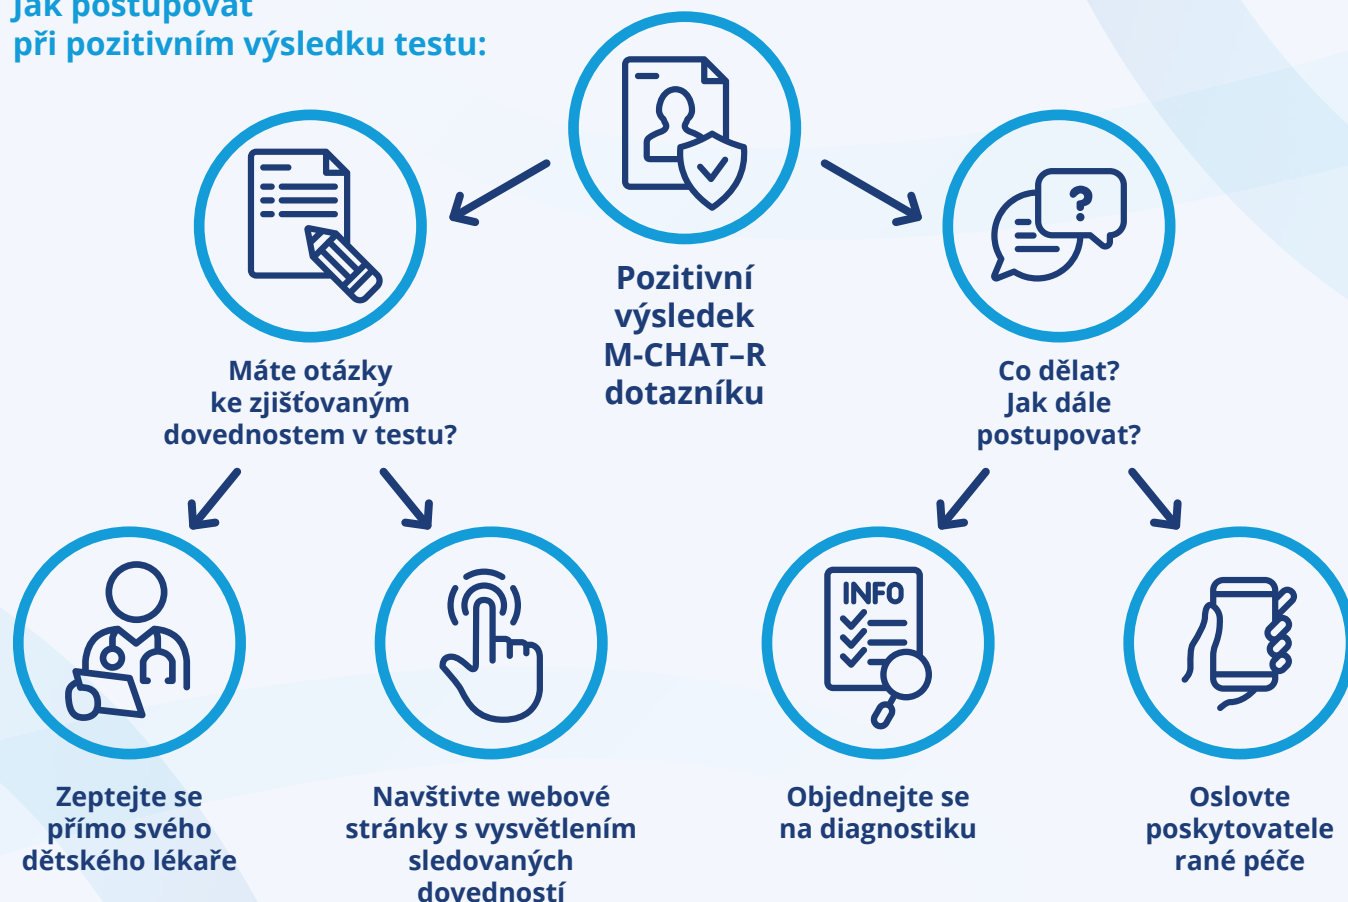 Jak postupovat
při pozitivním výsledku testu:
Pozitivní
výsledek
M-CHAT–R
dotazníku
Máte otázky
ke zjišťovaným
dovednostem v testu?
?
Co dělat?
Jak dále
postupovat?
Zeptejte se
přímo svého
dětského lékaře
Navštivte webové
stránky s vysvětlením
sledovaných
dovedností
INFO
Objednejte se
na diagnostiku
Oslovte
poskytovatele
rané péče